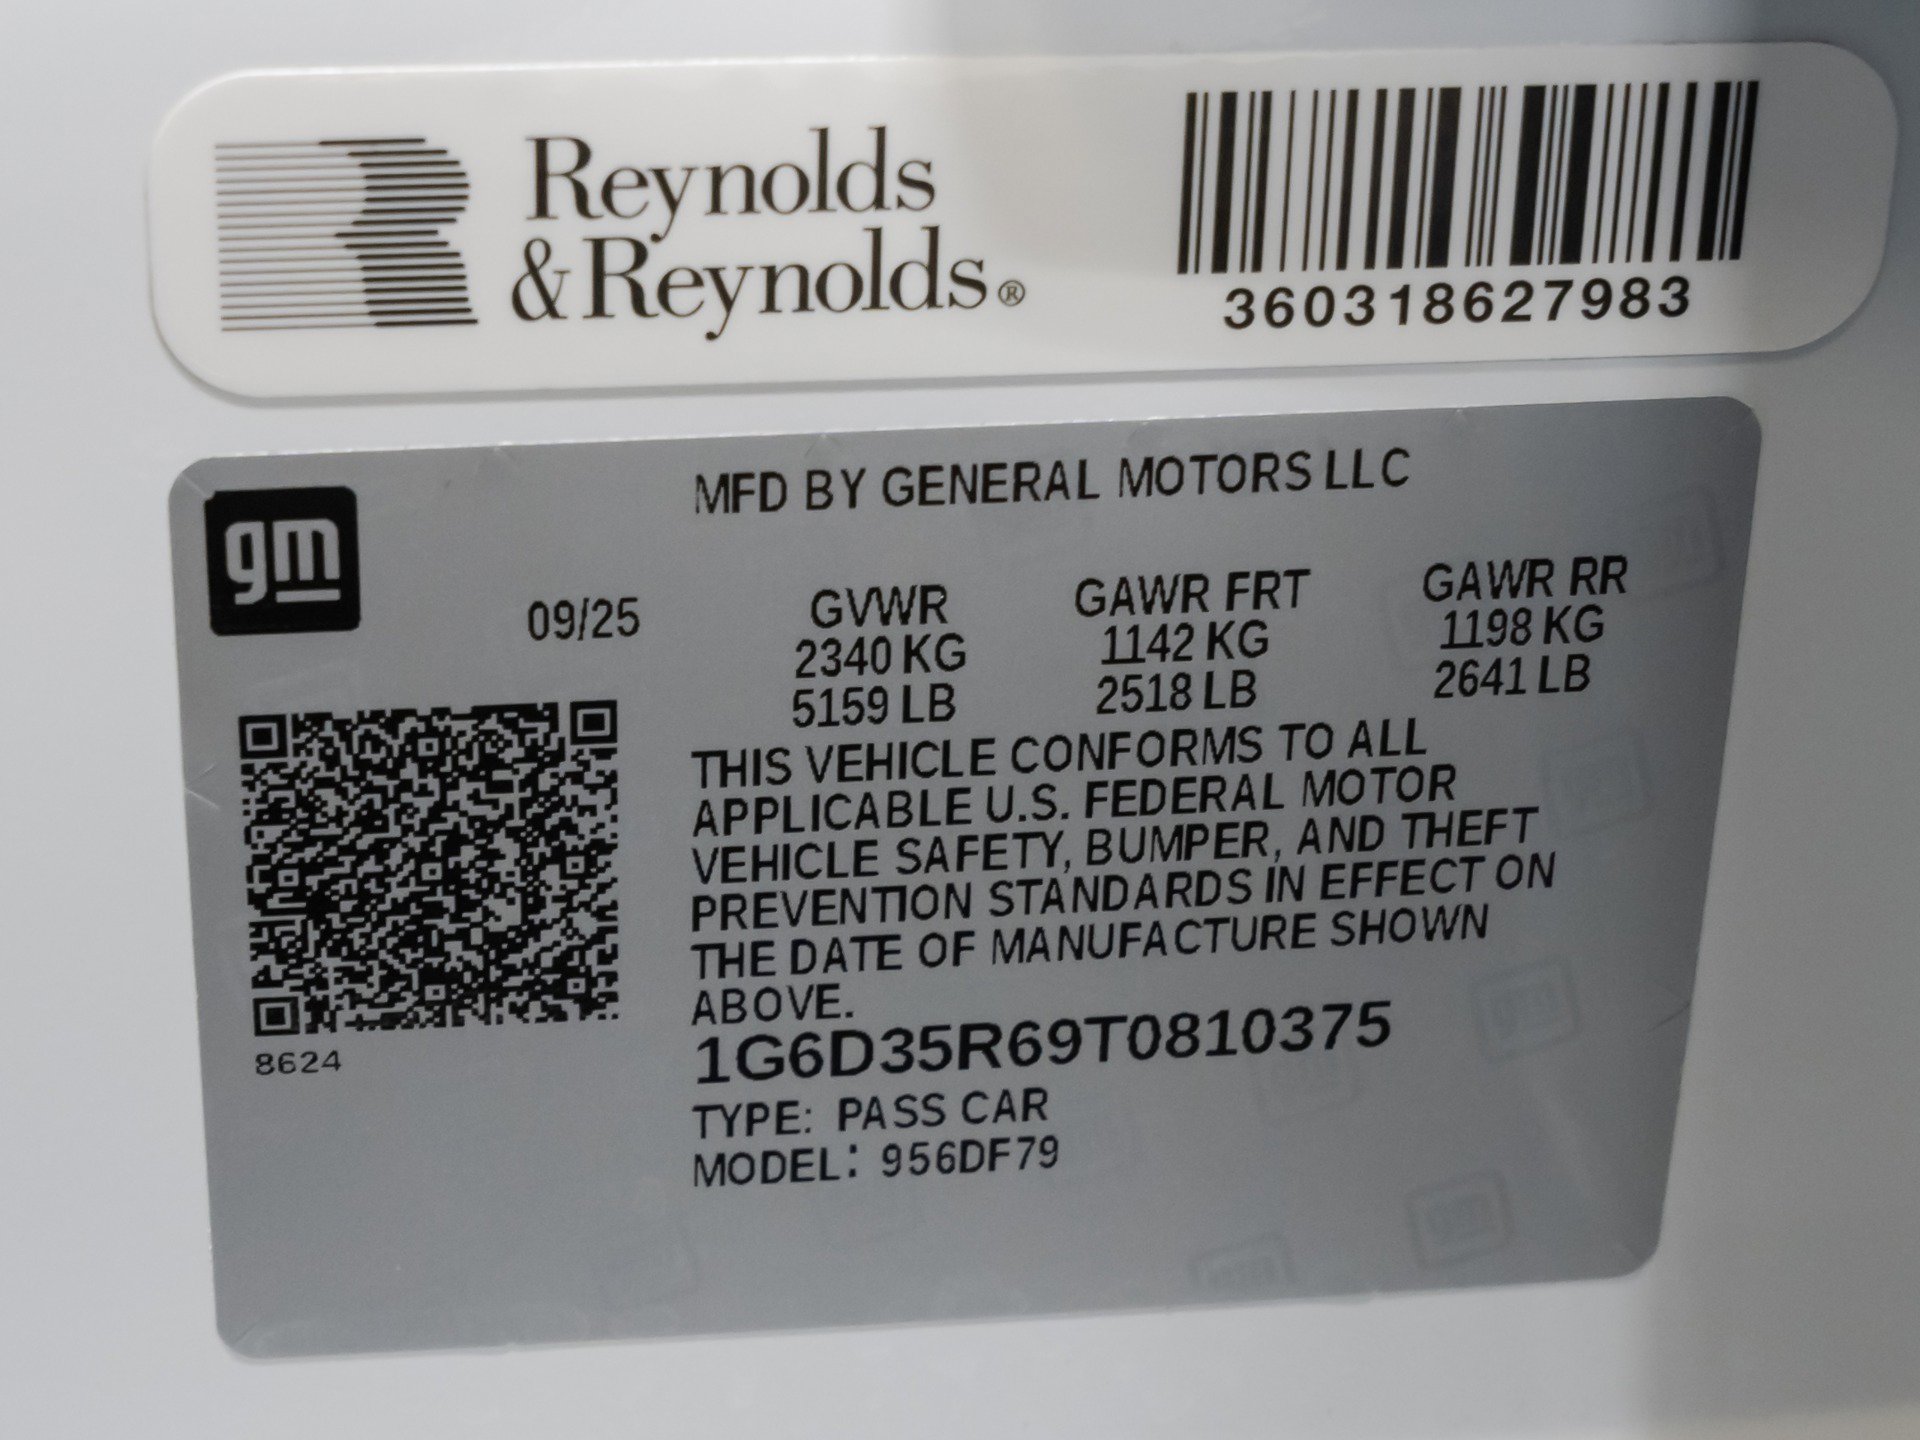 Reynolds
& Reynolds®
360318627983
MFD BY GENERAL MOTORS LLC
gm
09/25
GVWR GAWR FRT GAWR RR
2340 KG 1142 KG 1198 KG
5159 LB 2518 LB 2641 LB
THIS VEHICLE CONFORMS TO ALL
APPLICABLE U.S. FEDERAL MOTOR
VEHICLE SAFETY, BUMPER, AND THEFT
PREVENTION STANDARDS IN EFFECT ON
THE DATE OF MANUFACTURE SHOWN
ABOVE.
8624
1G6D35R69T0810375
TYPE: PASS CAR
MODEL: 956DF79